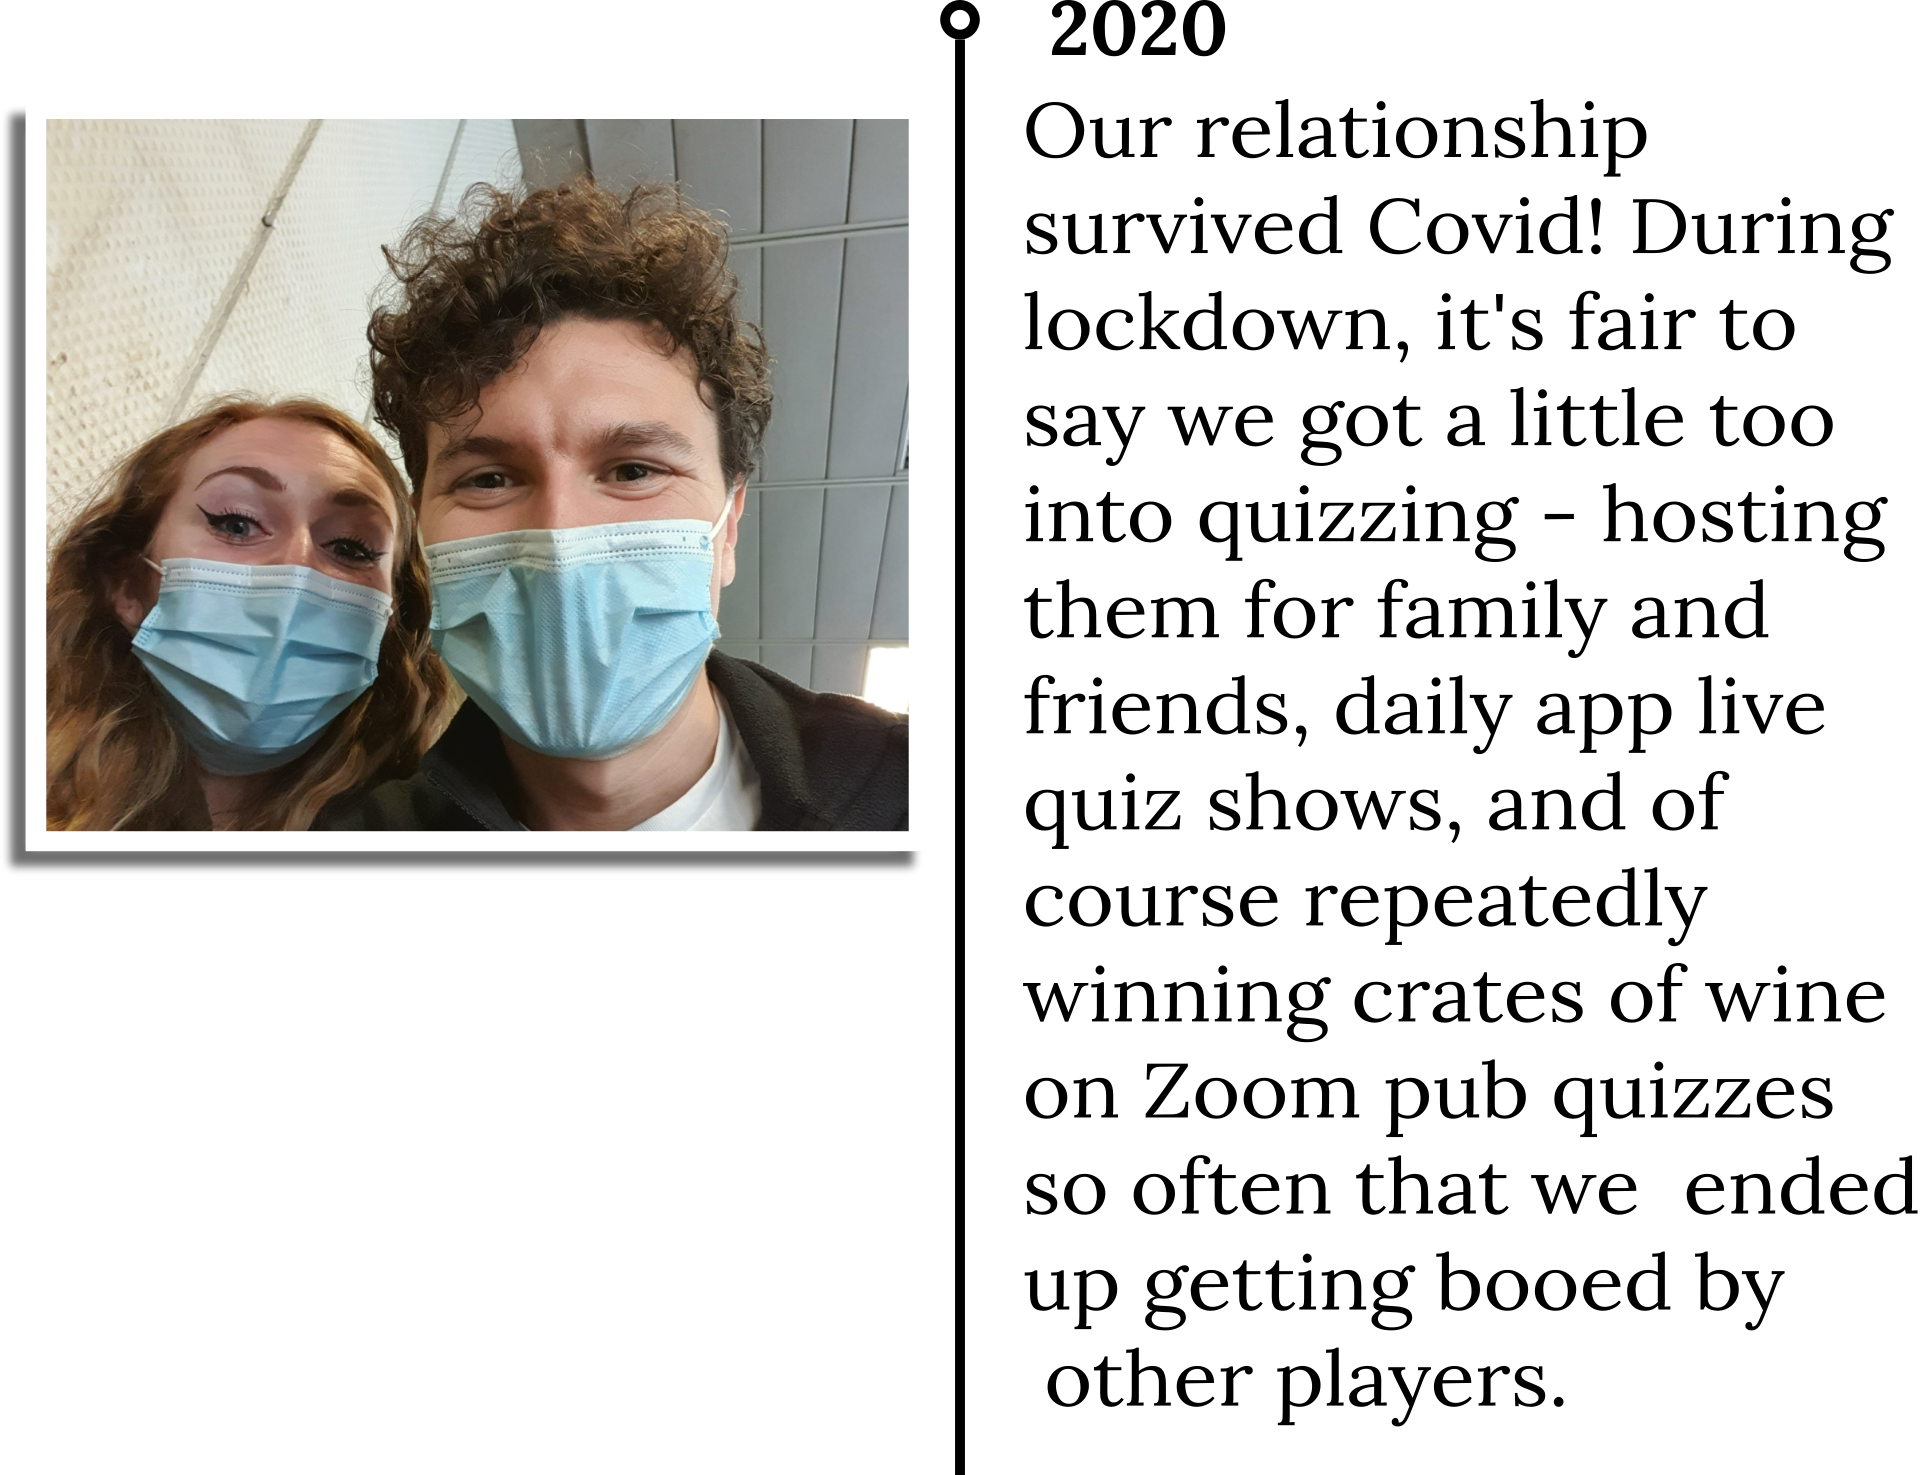 2020
Our relationship
survived Covid! During
lockdown, it's fair to
say we got a little too
into quizzing - hosting
them for family and
friends, daily app live
quiz shows, and of
course repeatedly
winning crates of wine
on Zoom pub quizzes
so often that we  ended
up getting booed by
other players.